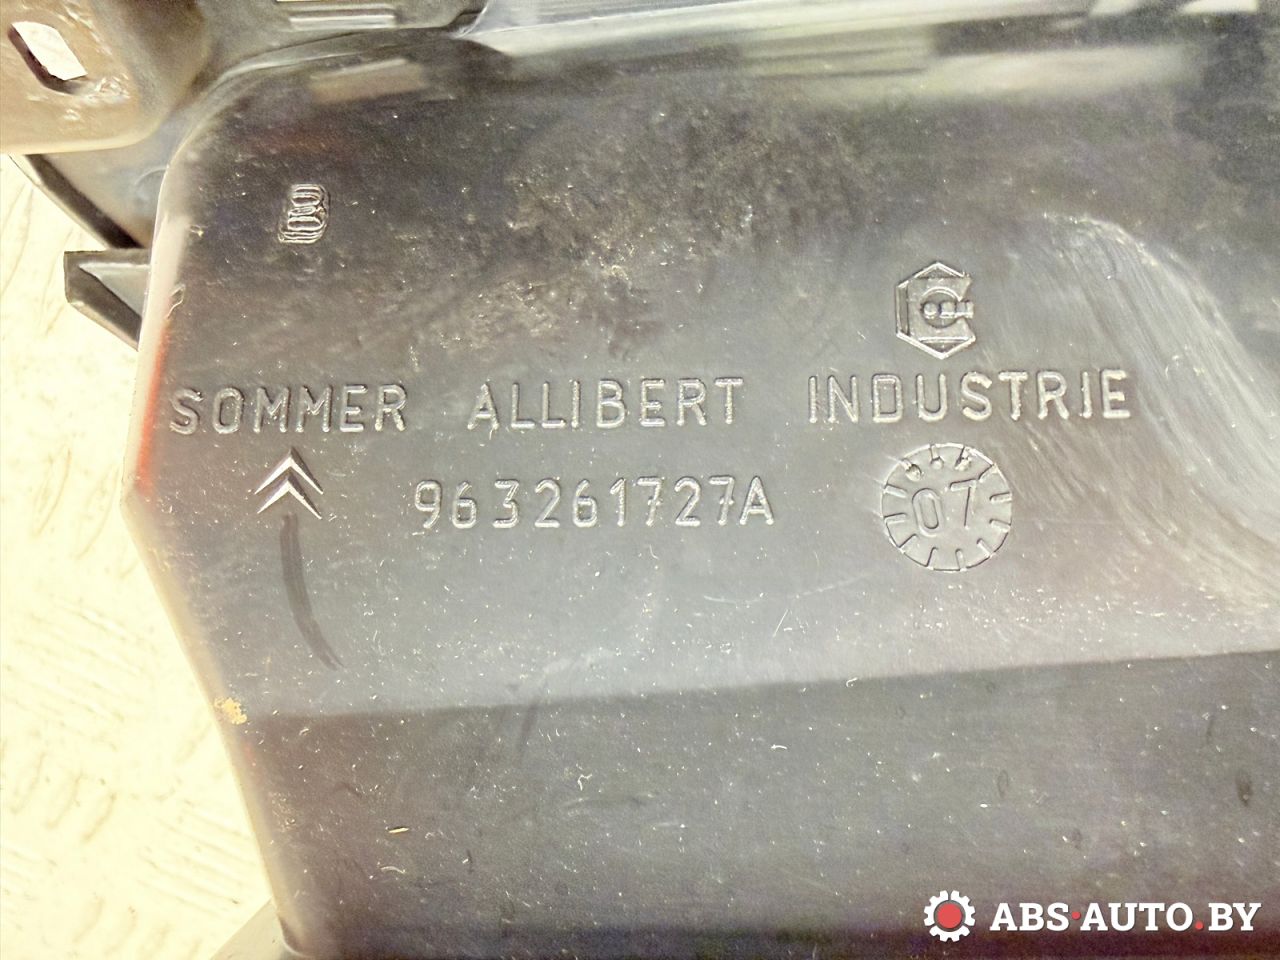 SOMMER ALLIBERT INDUSTRIE
963261727A
07
ABS·AUTO.BY